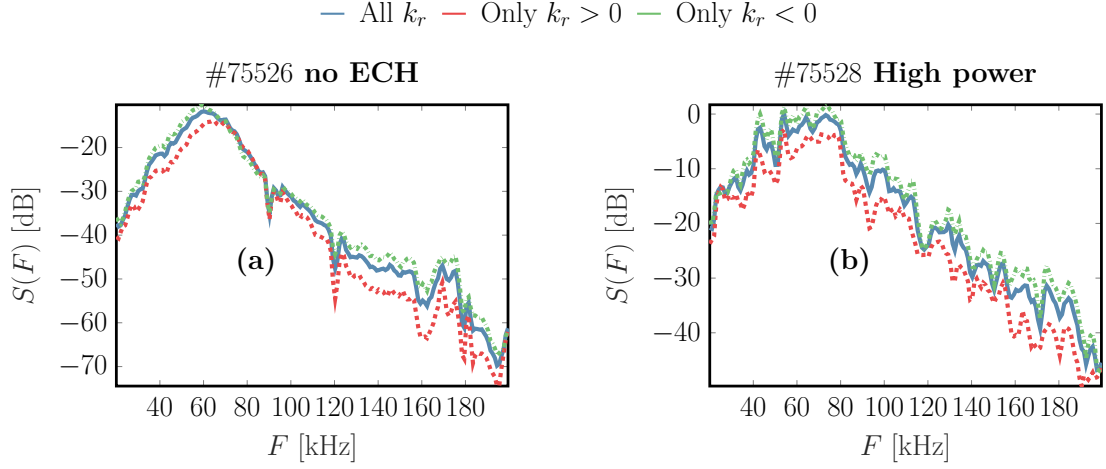 All k_r Only k_r > 0 Only k_r < 0
#75526 no ECH
S(F) [dB]
−20
−30
−40
−50
−60
−70
(a)
40 60 80 100 120 140 160 180
F [kHz]
#75528 High power
S(F) [dB]
0
−10
−20
−30
−40
(b)
40 60 80 100 120 140 160 180
F [kHz]